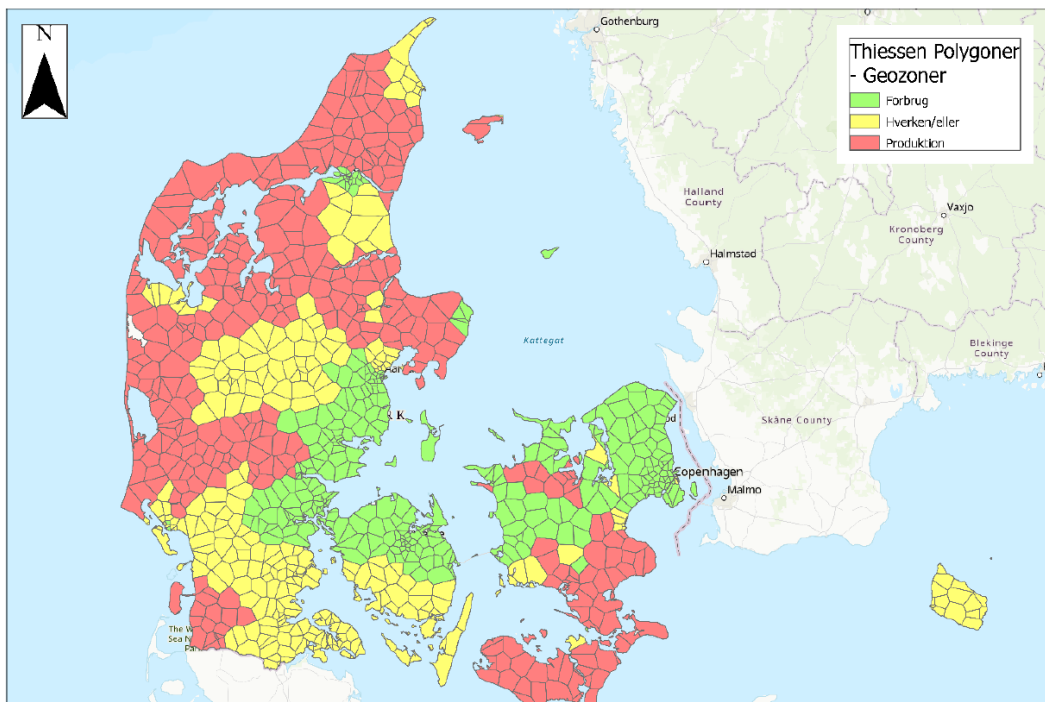 N
Gothenburg
Thiessen Polygoner
- Geozoner
Forbrug
Hverken/eller
Produktion
Halland
County
Vaxjo
Kronoberg
County
Halmstad
Kattegat
Blekinge
County
K
Skåne County
Copenhagen
Malmo